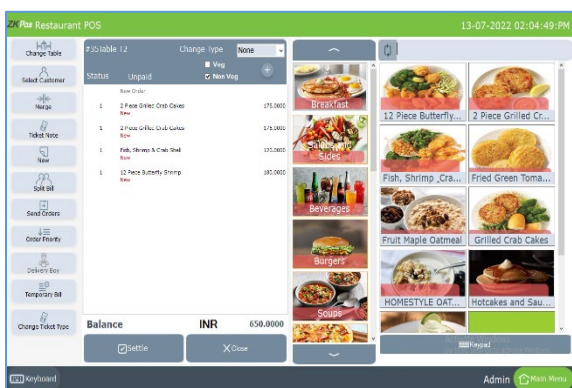 ZKPos Restaurant POS
13-07-2022 02:04:49:PM
Change Table
Select Customer
Merge
Ticket Note
New
Split Bill
Send Orders
Order Priority
Delivery Boy
Temporary Bill
Change Ticket Type
#35Table T2
Change Type
None
Veg
Non Veg
Status
Unpaid
New Order
1 2 Piece Grilled Crab Cakes 175.0000
New
1 2 Piece Grilled Crab Cakes 175.0000
New
1 Fish, Shrimp & Crab Shell 120.0000
New
1 12 Piece Butterfly Shrimp 180.0000
New
Balance INR 650.0000
Settle
Close
Breakfast
Salads and
Sides
Beverages
Burgers
Soups
12 Piece Butterfly...
2 Piece Grilled Cr...
Fish, Shrimp ,Cra...
Fried Green Toma...
Fruit Maple Oatmeal
Grilled Crab Cakes
HOMESTYLE OAT...
Hotcakes and Sau...
Keypad
Keyboard
Admin
Main Menu